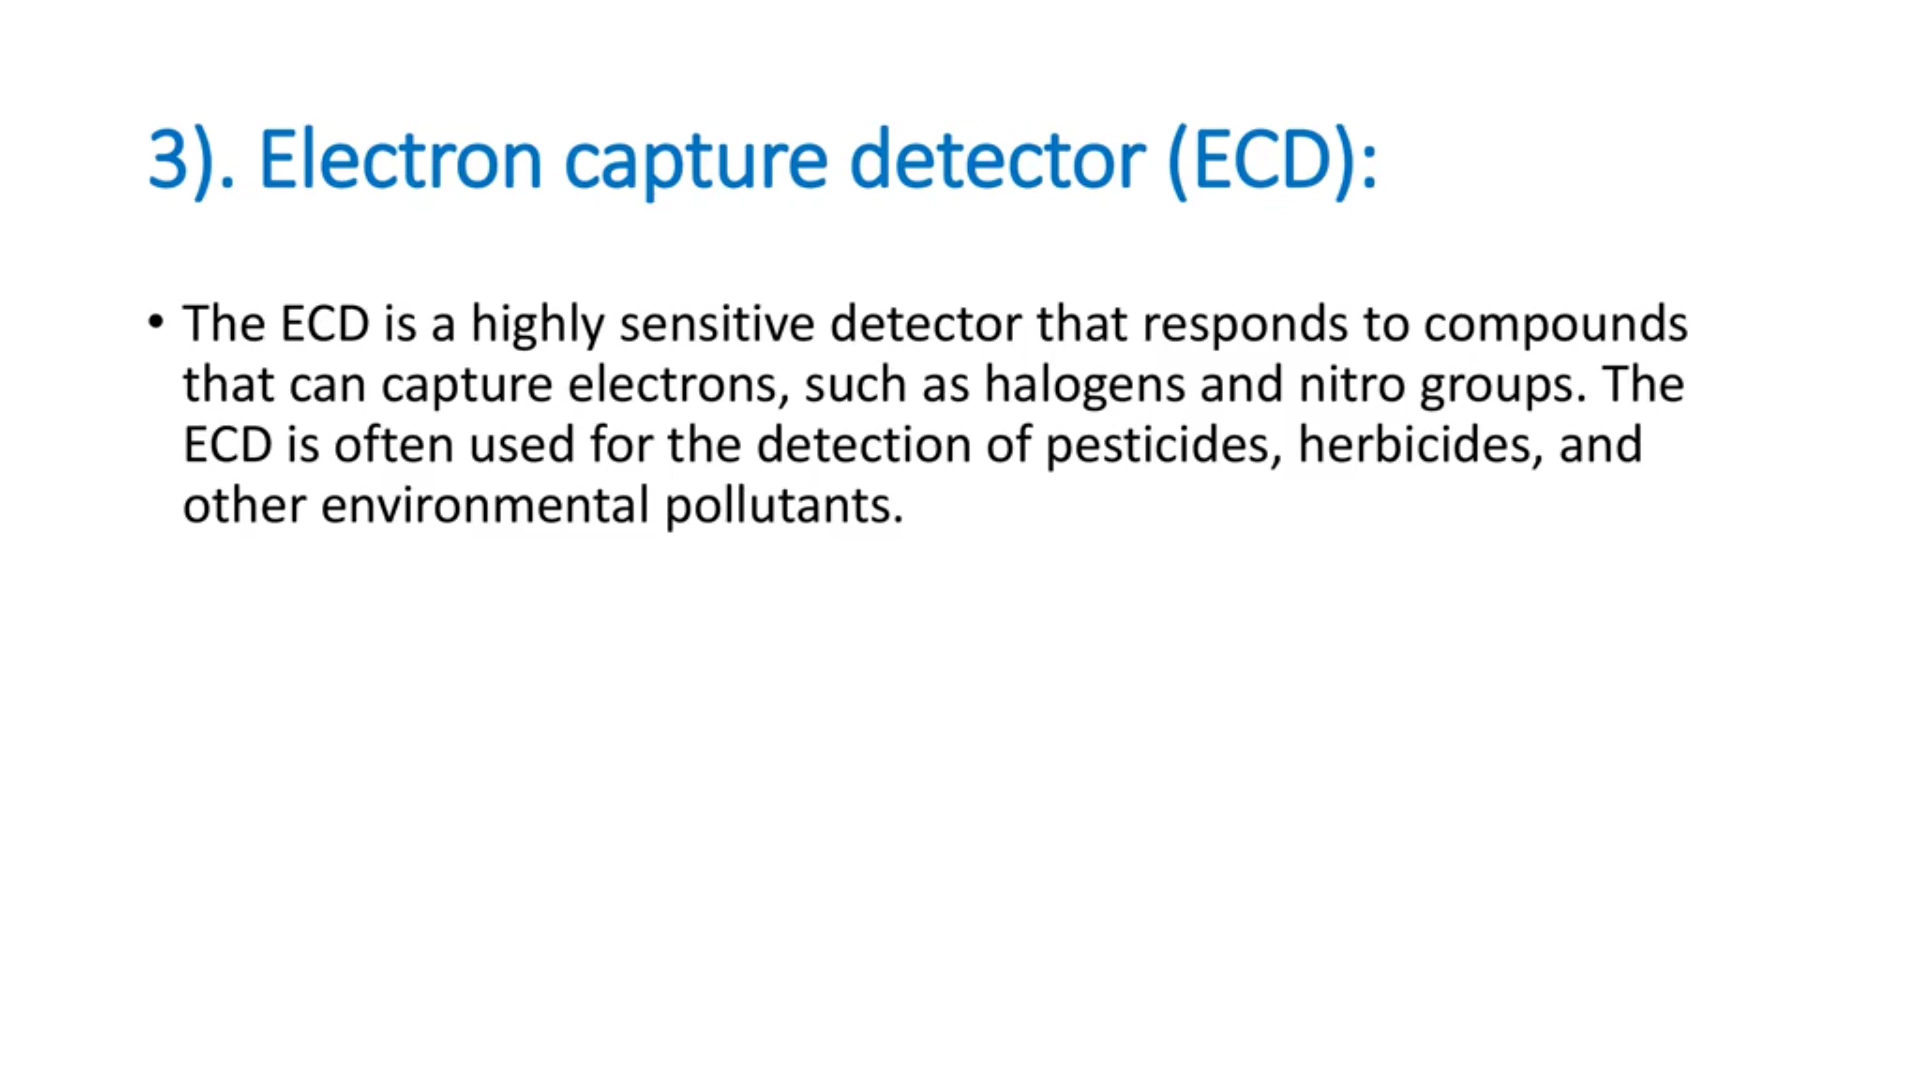 3). Electron capture detector (ECD):
• The ECD is a highly sensitive detector that responds to compounds
that can capture electrons, such as halogens and nitro groups. The
ECD is often used for the detection of pesticides, herbicides, and
other environmental pollutants.